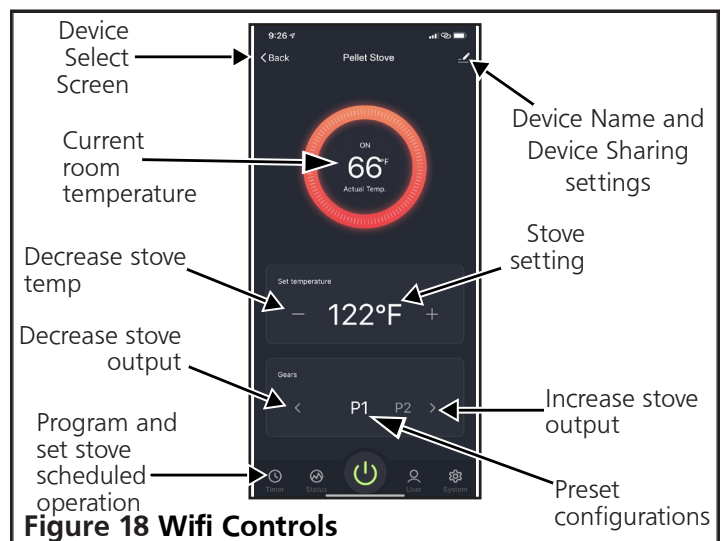 Device
Select
Screen
9:26
Back
Pellet Stove
Device Name and
Device Sharing
settings
Current
room
temperature
ON
66°F
Actual Temp.
Decrease stove
temp
Stove
setting
Set temperature
− 122°F +
Decrease stove
output
Gears
< P1 P2 >
Increase stove
output
Program and
set stove
scheduled
operation
Timer
Status
User
System
Preset
configurations
Figure 18 Wifi Controls